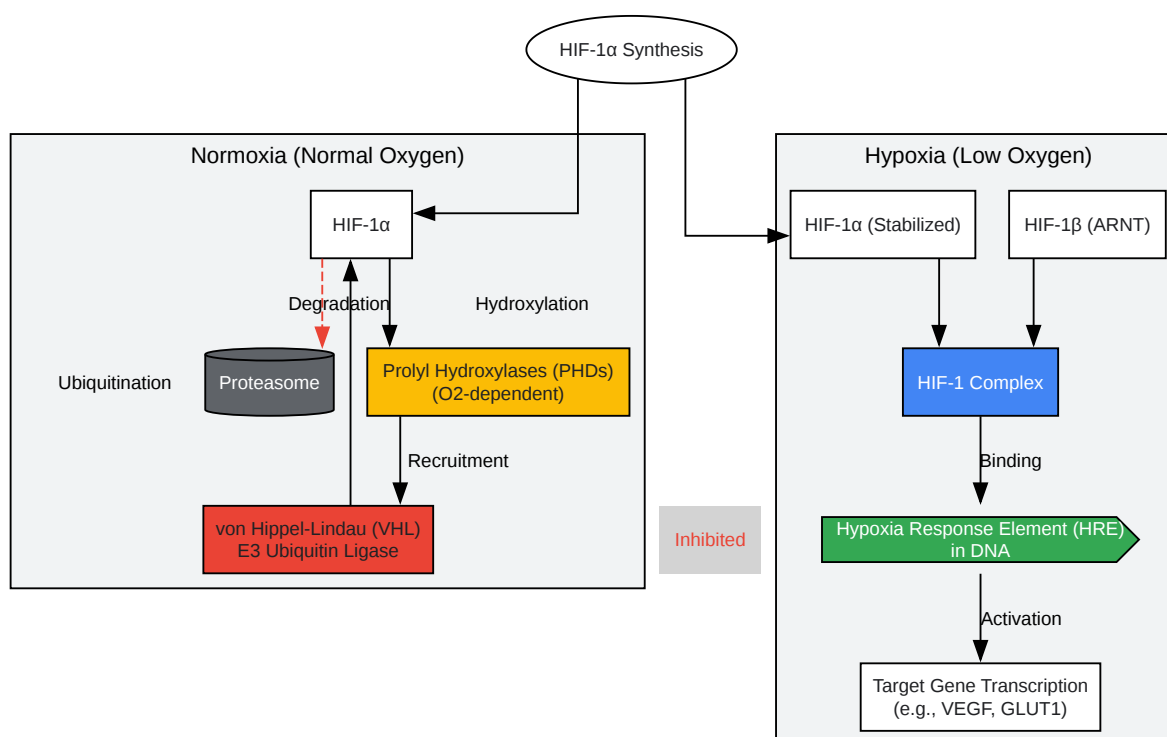 HIF-1α Synthesis
Normoxia (Normal Oxygen)
Hypoxia (Low Oxygen)
HIF-1α
HIF-1α (Stabilized)
HIF-1β (ARNT)
Degradation
Hydroxylation
Ubiquitination
Proteasome
Prolyl Hydroxylases (PHDs)
(O2-dependent)
HIF-1 Complex
Recruitment
Binding
von Hippel-Lindau (VHL)
E3 Ubiquitin Ligase
Inhibited
Hypoxia Response Element (HRE)
in DNA
Activation
Target Gene Transcription
(e.g., VEGF, GLUT1)